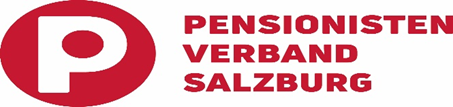 P
PENSIONISTEN
VERBAND
SALZBURG